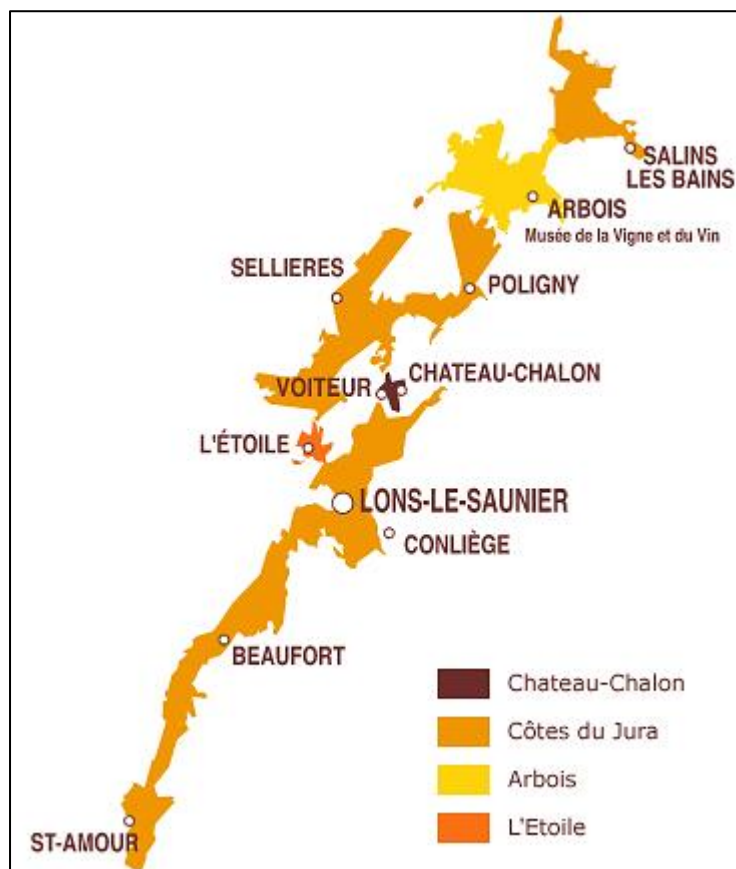 SALINS
LES BAINS
ARBOIS
Musée de la Vigne et du Vin
SELLIERES
POLIGNY
CHATEAU-CHALON
VOITEUR
L'ÉTOILE
LONS-LE-SAUNIER
CONLIÈGE
BEAUFORT
ST-AMOUR
Chateau-Chalon
Côtes du Jura
Arbois
L'Etoile